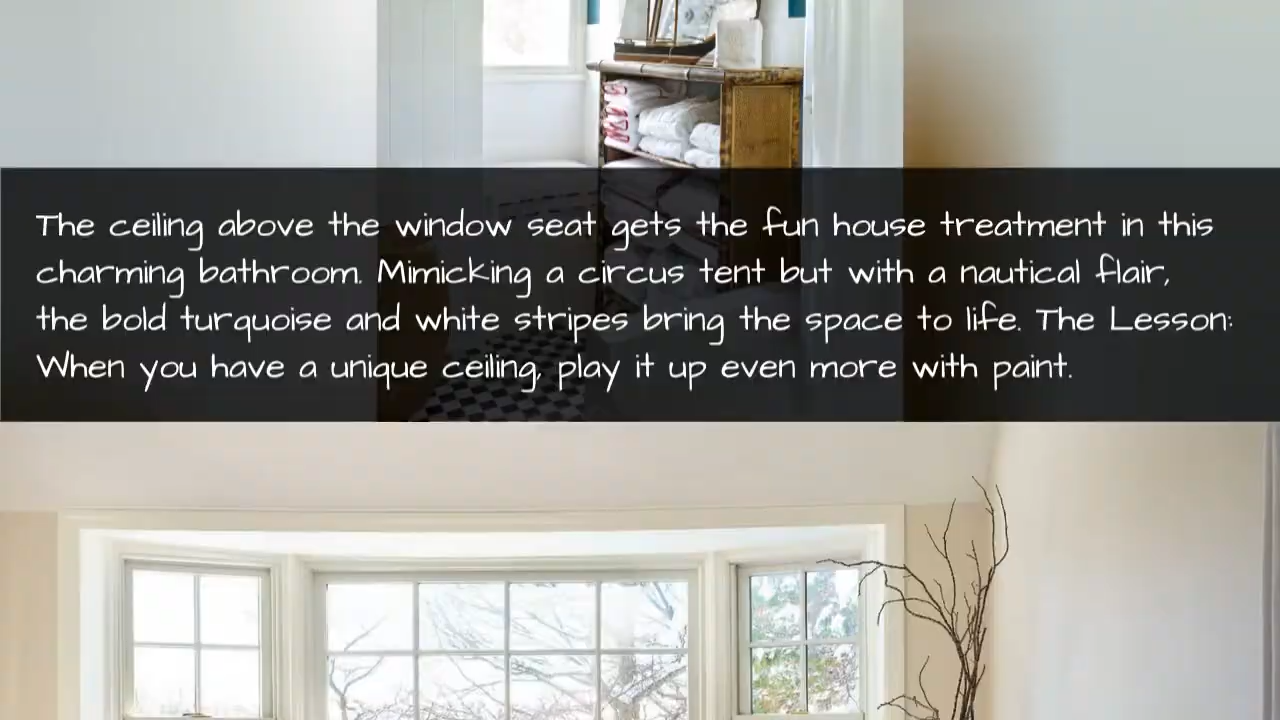 The ceiling above the window seat gets the fun house treatment in this
charming bathroom. Mimicking a circus tent but with a nautical flair,
the bold turquoise and white stripes bring the space to life. The Lesson:
When you have a unique ceiling, play it up even more with paint.